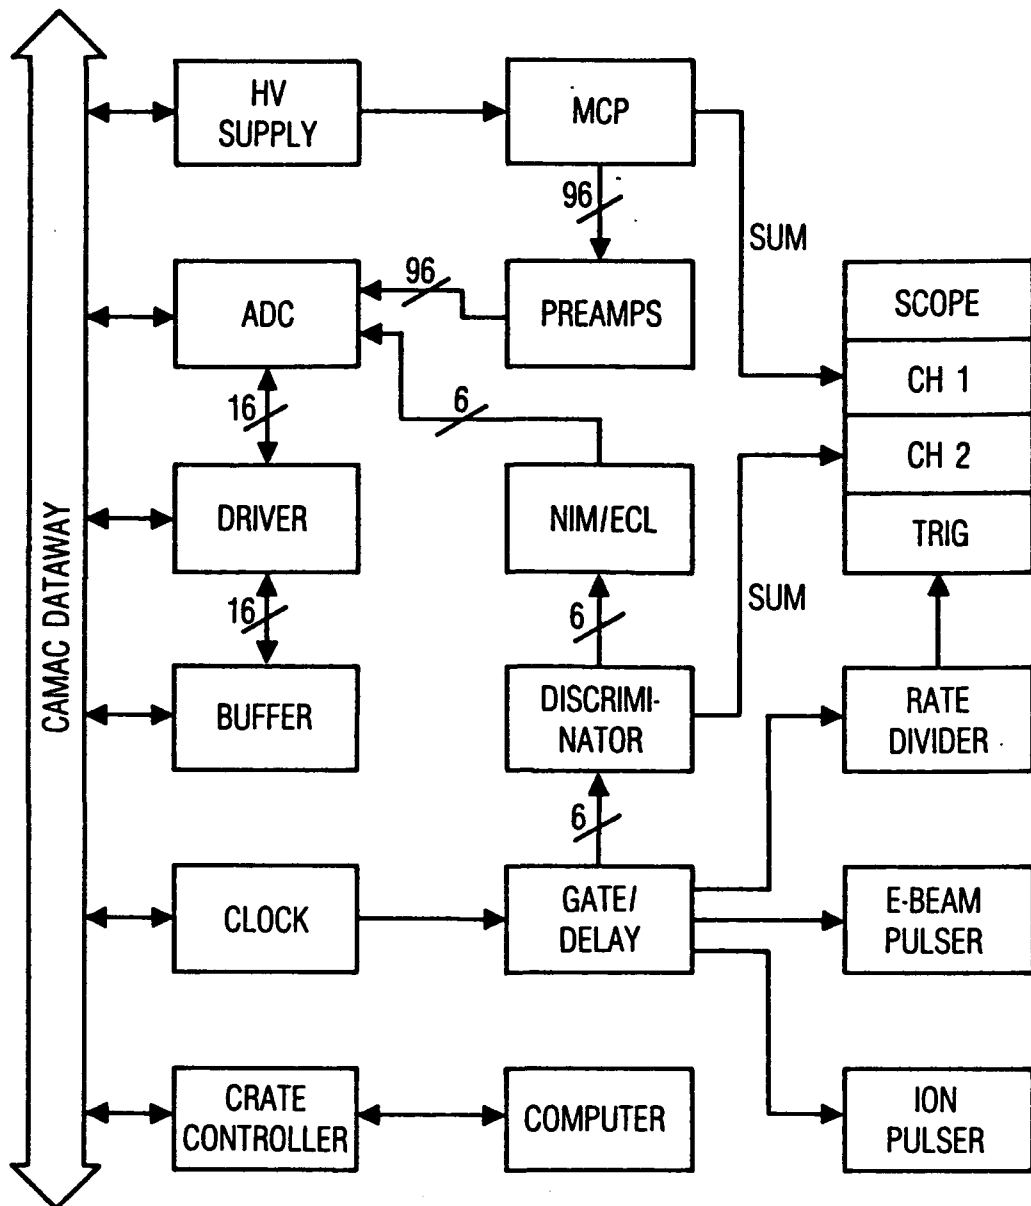 HV
SUPPLY
MCP
96
SUM
96
ADC
PREAMPS
SCOPE
CH 1
CH 2
TRIG
16
6
DRIVER
NIM/ECL
CAMAC DATAWAY
16
6
SUM
BUFFER
DISCRIMI-
NATOR
RATE
DIVIDER
6
CLOCK
GATE/
DELAY
E-BEAM
PULSER
CRATE
CONTROLLER
COMPUTER
ION
PULSER